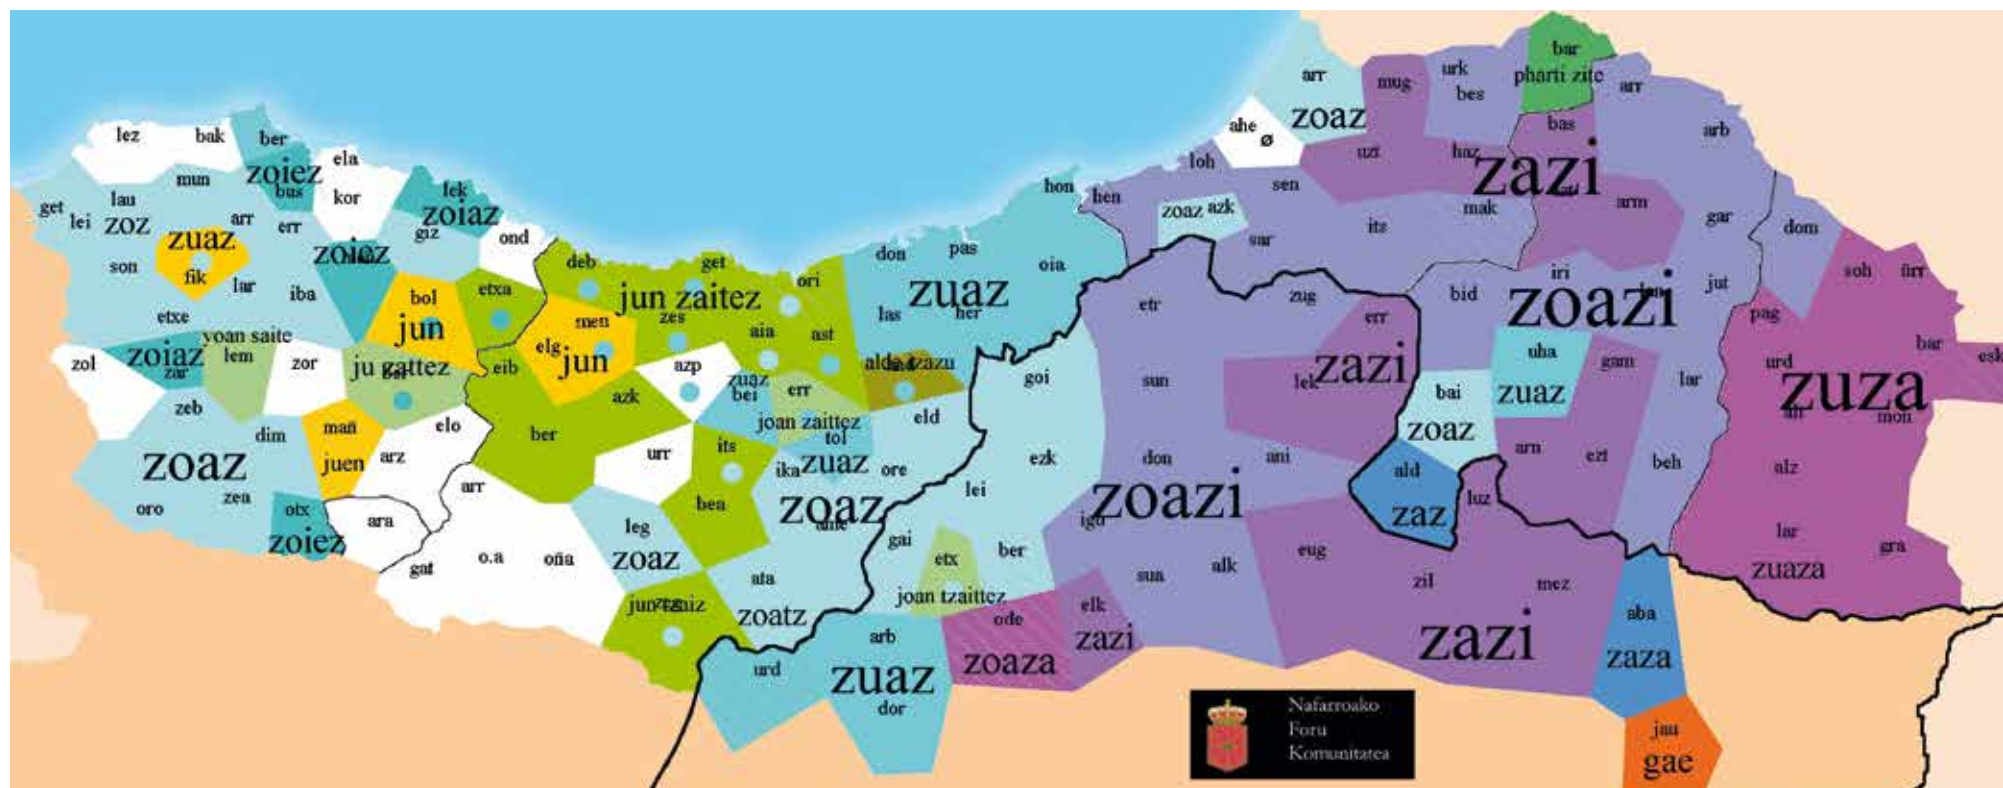 lez
bak
ber
zoiez
bus
ela
kor
mun
get
lei
lau
zoz
arr
err
zuaz
fik
son
lar
iba
etxe
lek
zoiaz
giz
ond
zoiez
bol
jun
etxa
yoan saite
lem
zol
zoiaz
zar
zor
ju gattez
zeb
dim
mañ
juen
elo
arz
zoaz
oro
zea
otx
zoiez
ara
deb
get
ori
jun zaitez
zes
men
elg
jun
aia
ast
eib
azk
azp
zuaz
bei
err
joan zaittez
tol
ber
urr
its
ika
zuaz
ore
eld
bea
zoaz
arr
gat
o.a
oña
leg
zoaz
ata
zoatz
don
pas
oia
hon
zuaz
las
her
goi
ezk
lei
gai
ber
etx
joan tzaittez
urd
arb
zuaz
dor
ode
zoaza
elk
zazi
hen
loh
ahe
ø
arr
zoaz
mug
urk
bes
bar
pharti zite
arr
arb
bas
uzt
haz
zazi
sen
zoaz
azk
sar
its
mak
arm
gar
etr
zug
err
bid
iri
zoazi
jut
dom
soh
ürr
sun
lek
zazi
uha
zuaz
gam
lar
pag
urd
bar
esk
zuza
alt
mon
bai
zoaz
don
ani
zoazi
igo
ald
zaz
luz
arn
ezt
beh
alz
lar
gra
zuaza
sua
alk
eug
zil
mez
zazi
aba
zaza
jau
gae
Nafarroako
Foru
Komunitatea